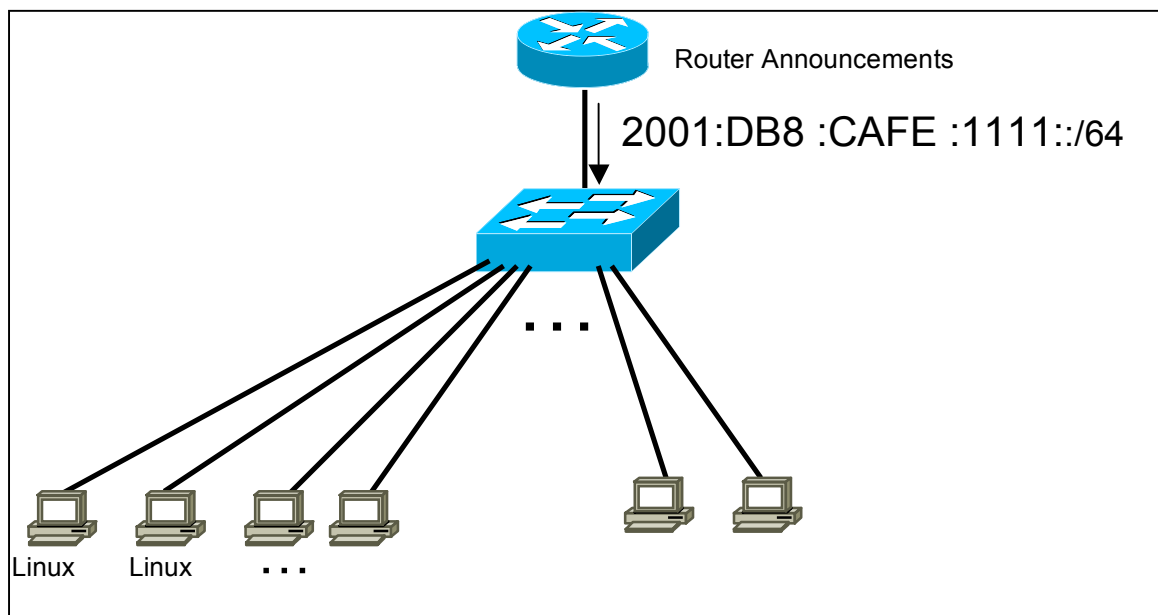 Router Announcements
2001:DB8 :CAFE :1111::/64
. . .
Linux Linux . . .